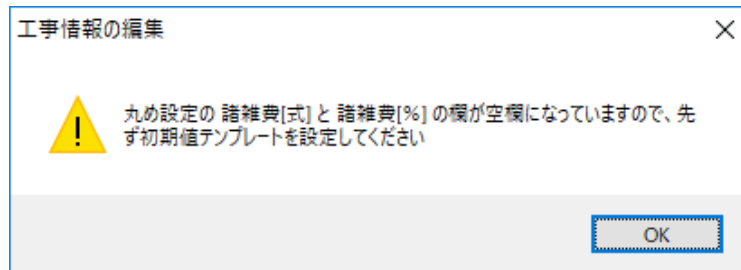 工事情報の編集
丸め設定の 諸雑費[式] と 諸雑費[%] の欄が空欄になっていますので、先
ず初期値テンプレートを設定してください
OK